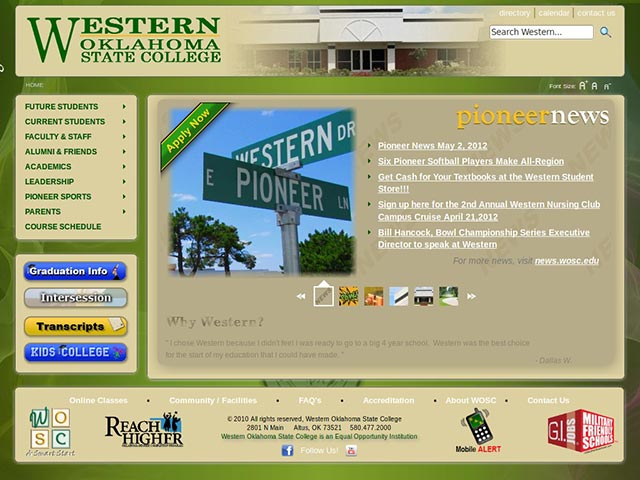 directory | calendar | contact us
WESTERN
OKLAHOMA
STATE COLLEGE
Search Western...
HOME
Font Size: A+ A A-
FUTURE STUDENTS
CURRENT STUDENTS
FACULTY & STAFF
ALUMNI & FRIENDS
ACADEMICS
LEADERSHIP
PIONEER SPORTS
PARENTS
COURSE SCHEDULE
Graduation Info
Intersession
Transcripts
KIDS COLLEGE
Apply Now
WESTERN DR
E PIONEER LN
pioneernews
Pioneer News May 2, 2012
Six Pioneer Softball Players Make All-Region
Get Cash for Your Textbooks at the Western Student
Store!!!
Sign up here for the 2nd Annual Western Nursing Club
Campus Cruise April 21,2012
Bill Hancock, Bowl Championship Series Executive
Director to speak at Western
For more news, visit news.wosc.edu
Why Western?
" I chose Western because I didn't feel I was ready to go to a big 4 year school. Western was the best choice
for the start of my education that I could have made. "
- Dallas W.
Online Classes • Community / Facilities • FAQ's • Accreditation • About WOSC • Contact Us
WOSC
A Smart Start
REACH
HIGHER
© 2010 All rights reserved, Western Oklahoma State College
2801 N Main Altus, OK 73521 580.477.2000
Western Oklahoma State College is an Equal Opportunity Institution
Follow Us!
Mobile ALERT
G.I. JOBS
MILITARY
FRIENDLY
SCHOOLS